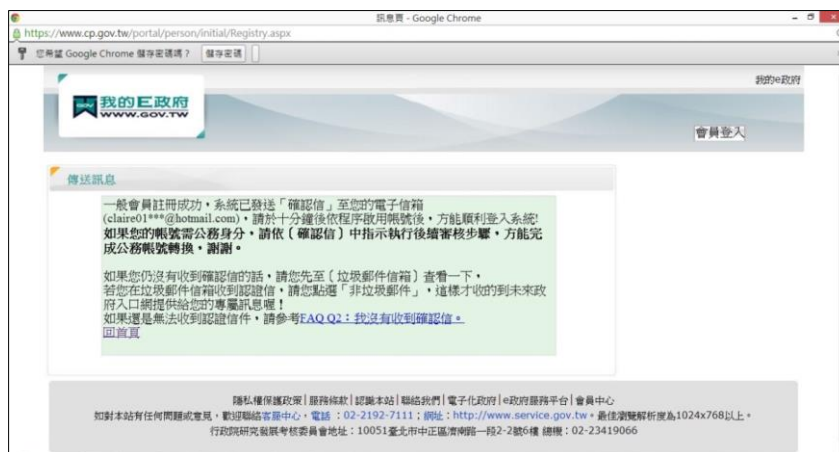 訊息頁 - Google Chrome
https://www.cp.gov.tw/portal/person/initial/Registry.aspx
您希望 Google Chrome 儲存密碼嗎？ 儲存密碼
我的e政府
我的E政府
WWW.GOV.TW
會員登入
傳送訊息
一般會員註冊成功，系統已發送「確認信」至您的電子信箱
(claire01***@hotmail.com)，請於十分鐘後依程序啟用帳號後，方能順利登入系統!
如果您的帳號需公務身分，請依〔確認信〕中指示執行後續審核步驟，方能完
成公務帳號轉換，謝謝。
如果您仍沒有收到確認信的話，請您先至〔垃圾郵件信箱〕查看一下，
若您在垃圾郵件信箱收到認證信，請您點選「非垃圾郵件」，這樣才收的到未來政
府入口網提供給您的專屬訊息喔！
如果還是無法收到認證信件，請參考FAQ Q2：我沒有收到確認信。
回首頁
隱私權保護政策|服務條款|認識本站|聯絡我們|電子化政府|e政府服務平台|會員中心
如對本站有任何問題或意見，歡迎聯絡客服中心，電話：02-2192-7111；網址：http://www.service.gov.tw。最佳瀏覽解析度為1024x768以上。
行政院研究發展考核委員會地址：10051臺北市中正區濟南路一段2-2號6樓 總機：02-23419066